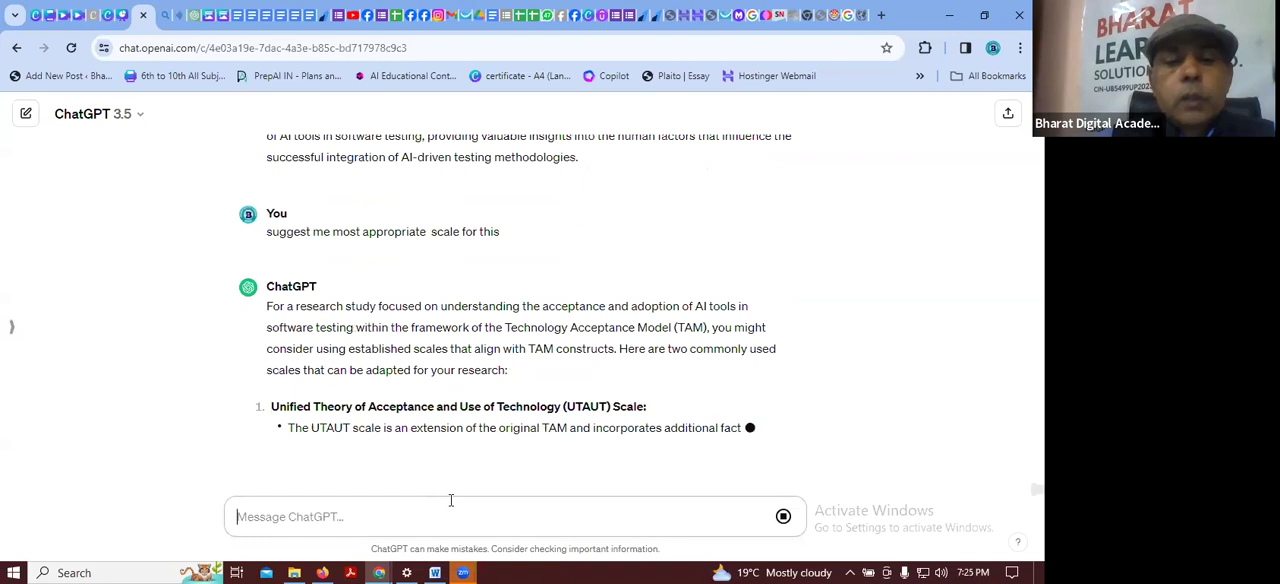 chat.openai.com/c/4e03a19e-7dac-4a3e-b85c-bd717978c9c3
Add New Post ‹ Bha...
6th to 10th All Subj...
PrepAI IN - Plans an...
AI Educational Cont...
certificate - A4 (Lan...
Copilot
Plaito | Essay
Hostinger Webmail
»
All Bookmarks
BHARAT
LEAR
SOLUTION
CIN-U85499UP202
Bharat Digital Acade...
ChatGPT 3.5
of AI tools in software testing, providing valuable insights into the human factors that influence the
successful integration of AI-driven testing methodologies.
You
suggest me most appropriate scale for this
ChatGPT
For a research study focused on understanding the acceptance and adoption of AI tools in
software testing within the framework of the Technology Acceptance Model (TAM), you might
consider using established scales that align with TAM constructs. Here are two commonly used
scales that can be adapted for your research:
1. Unified Theory of Acceptance and Use of Technology (UTAUT) Scale:
• The UTAUT scale is an extension of the original TAM and incorporates additional fact
Message ChatGPT...
Activate Windows
Go to Settings to activate Windows.
?
ChatGPT can make mistakes. Consider checking important information.
Search
19°C Mostly cloudy
7:25 PM